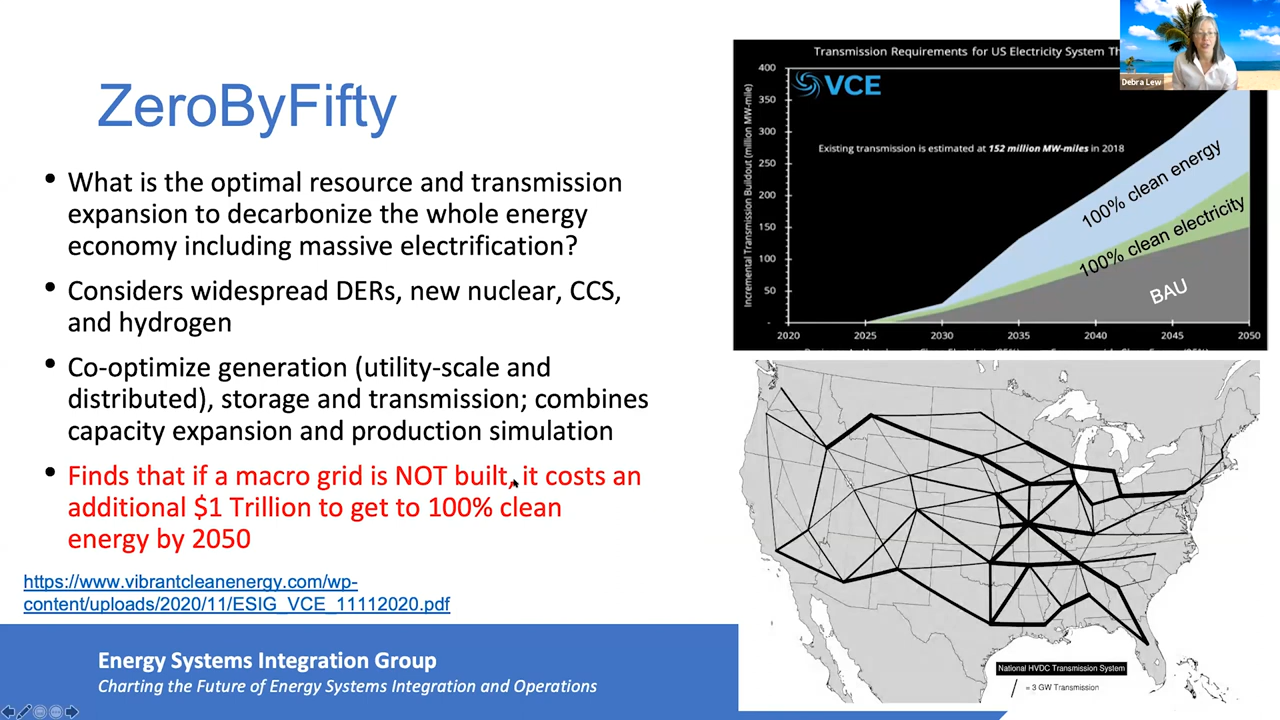 ZeroByFifty
• What is the optimal resource and transmission
expansion to decarbonize the whole energy
economy including massive electrification?
• Considers widespread DERs, new nuclear, CCS,
and hydrogen
• Co-optimize generation (utility-scale and
distributed), storage and transmission; combines
capacity expansion and production simulation
• Finds that if a macro grid is NOT built, it costs an
additional $1 Trillion to get to 100% clean
energy by 2050
https://www.vibrantcleanenergy.com/wp-
content/uploads/2020/11/ESIG_VCE_11112020.pdf
Energy Systems Integration Group
Charting the Future of Energy Systems Integration and Operations
Transmission Requirements for US Electricity System
Debra Lew
VCE
Incremental Transmission Buildout (million MW-mile)
400
350
300
250
200
150
100
50
-
Existing transmission is estimated at 152 million MW-miles in 2018
100% clean energy
100% clean electricity
BAU
2020 2025 2030 2035 2040 2045 2050
National HVDC Transmission System
= 3 GW Transmission